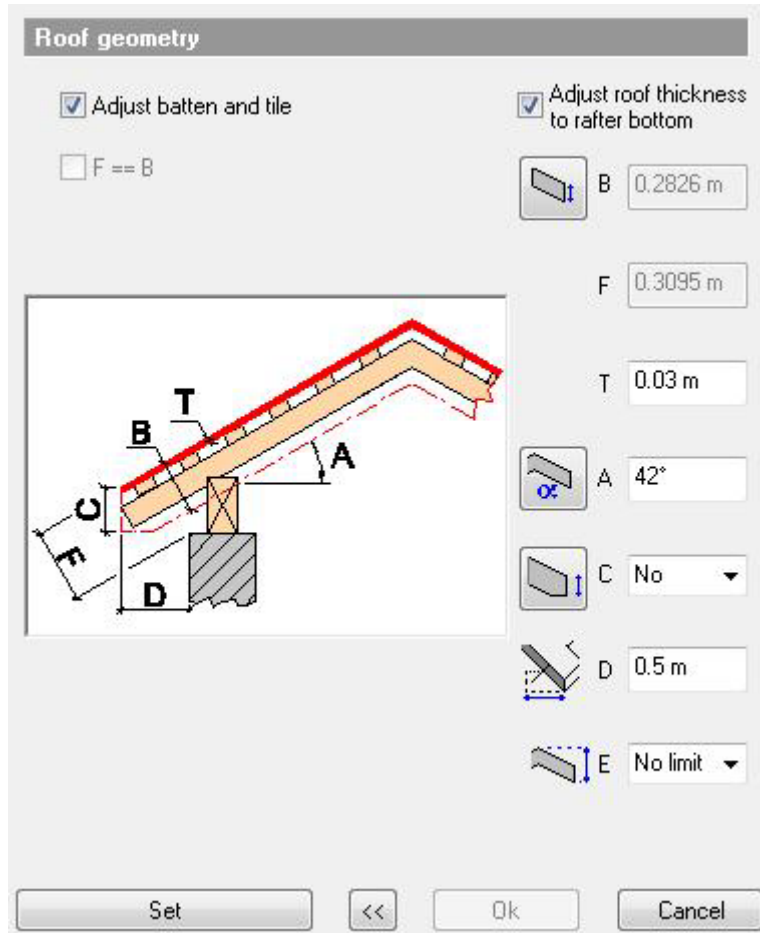 Roof geometry
Adjust batten and tile
Adjust roof thickness
to rafter bottom
F == B
B 0.2826 m
F 0.3095 m
T 0.03 m
α A 42°
C No
D 0.5 m
E No limit
T
B
A
C
F
D
Set << Ok Cancel